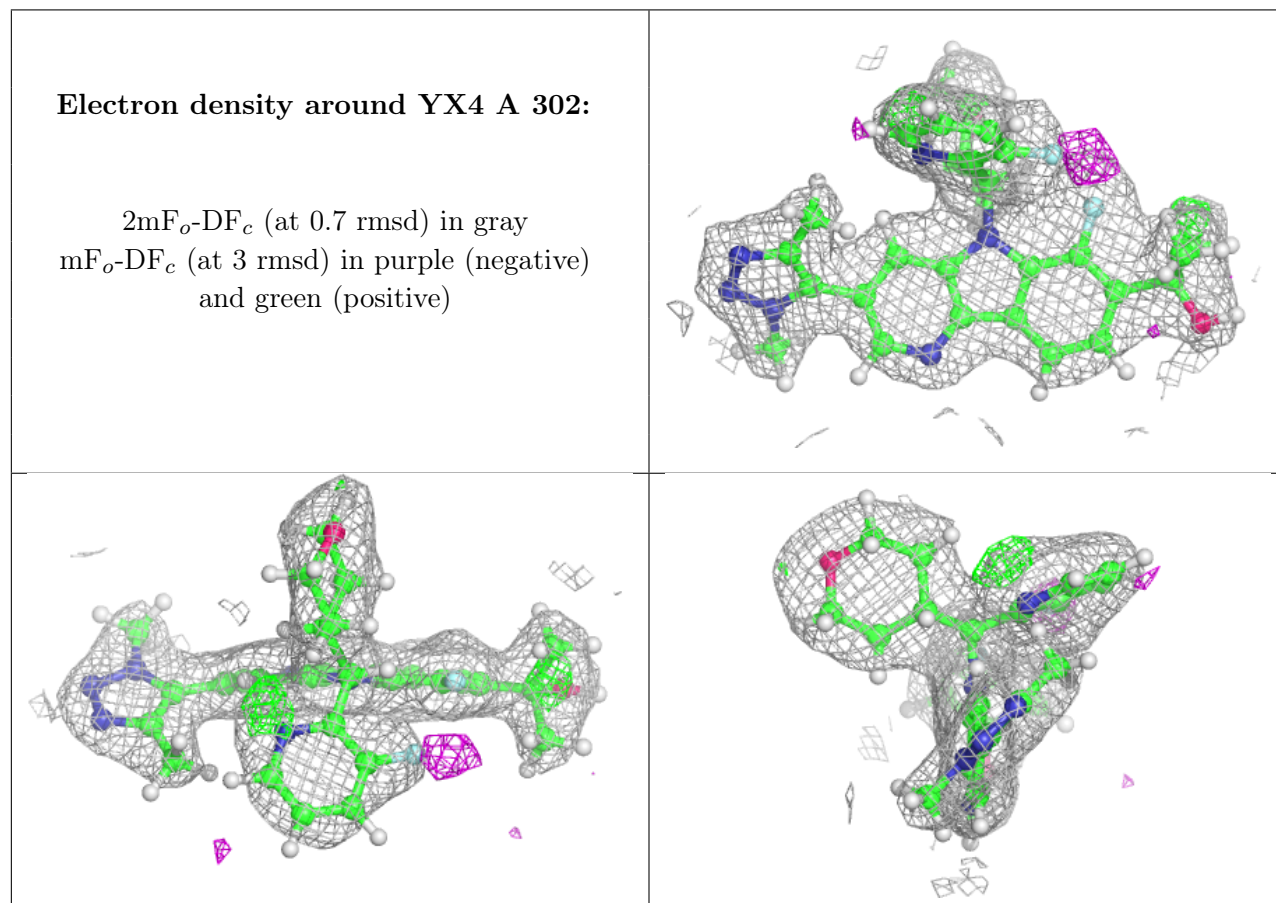 Electron density around YX4 A 302:
2mFo-DFc (at 0.7 rmsd) in gray
mFo-DFc (at 3 rmsd) in purple (negative)
and green (positive)